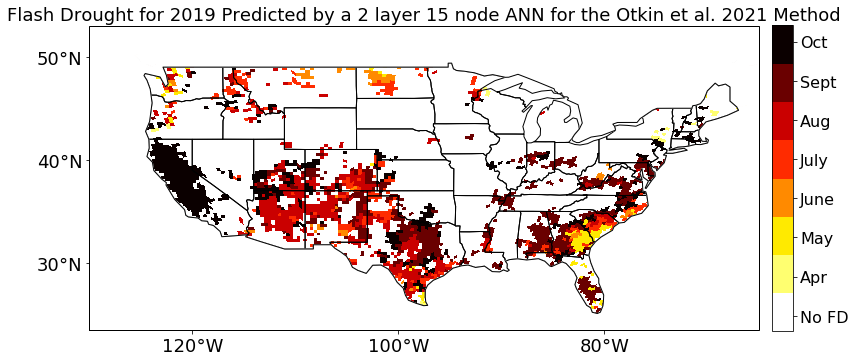 Flash Drought for 2019 Predicted by a 2 layer 15 node ANN for the Otkin et al. 2021 Method
50°N
40°N
30°N
120°W
100°W
80°W
Oct
Sept
Aug
July
June
May
Apr
No FD